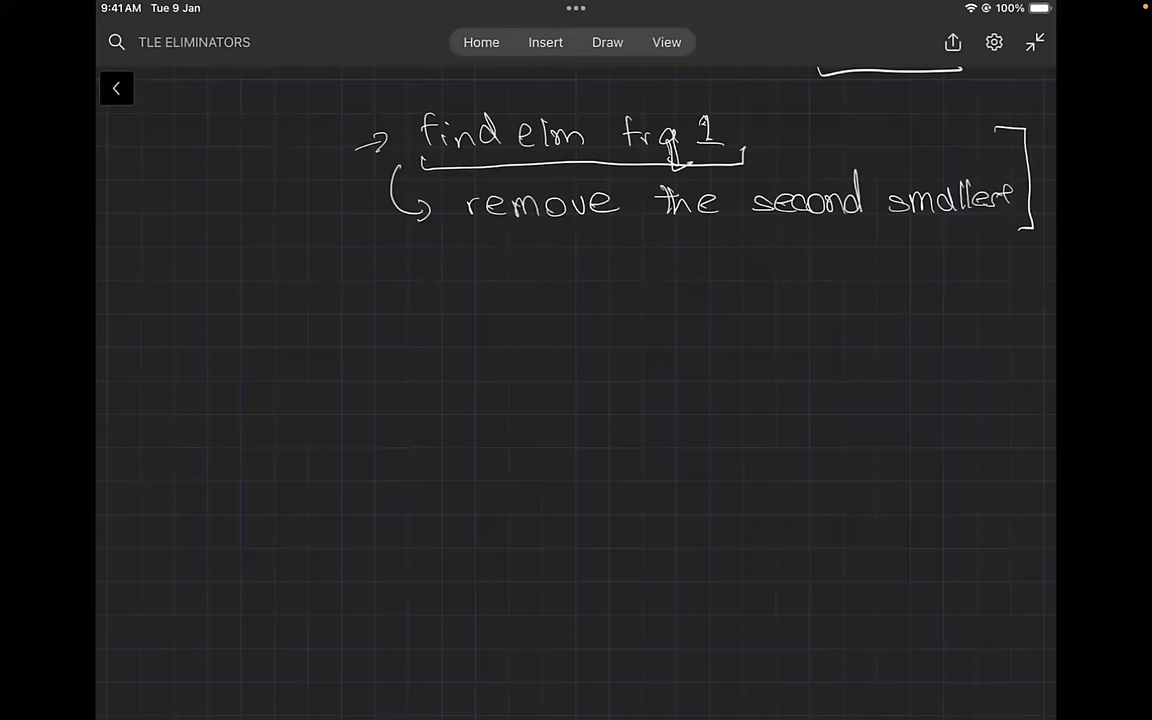 9:41 AM Tue 9 Jan 100%
TLE ELIMINATORS Home Insert Draw View
→ find elm frq 1
remove the second smallest